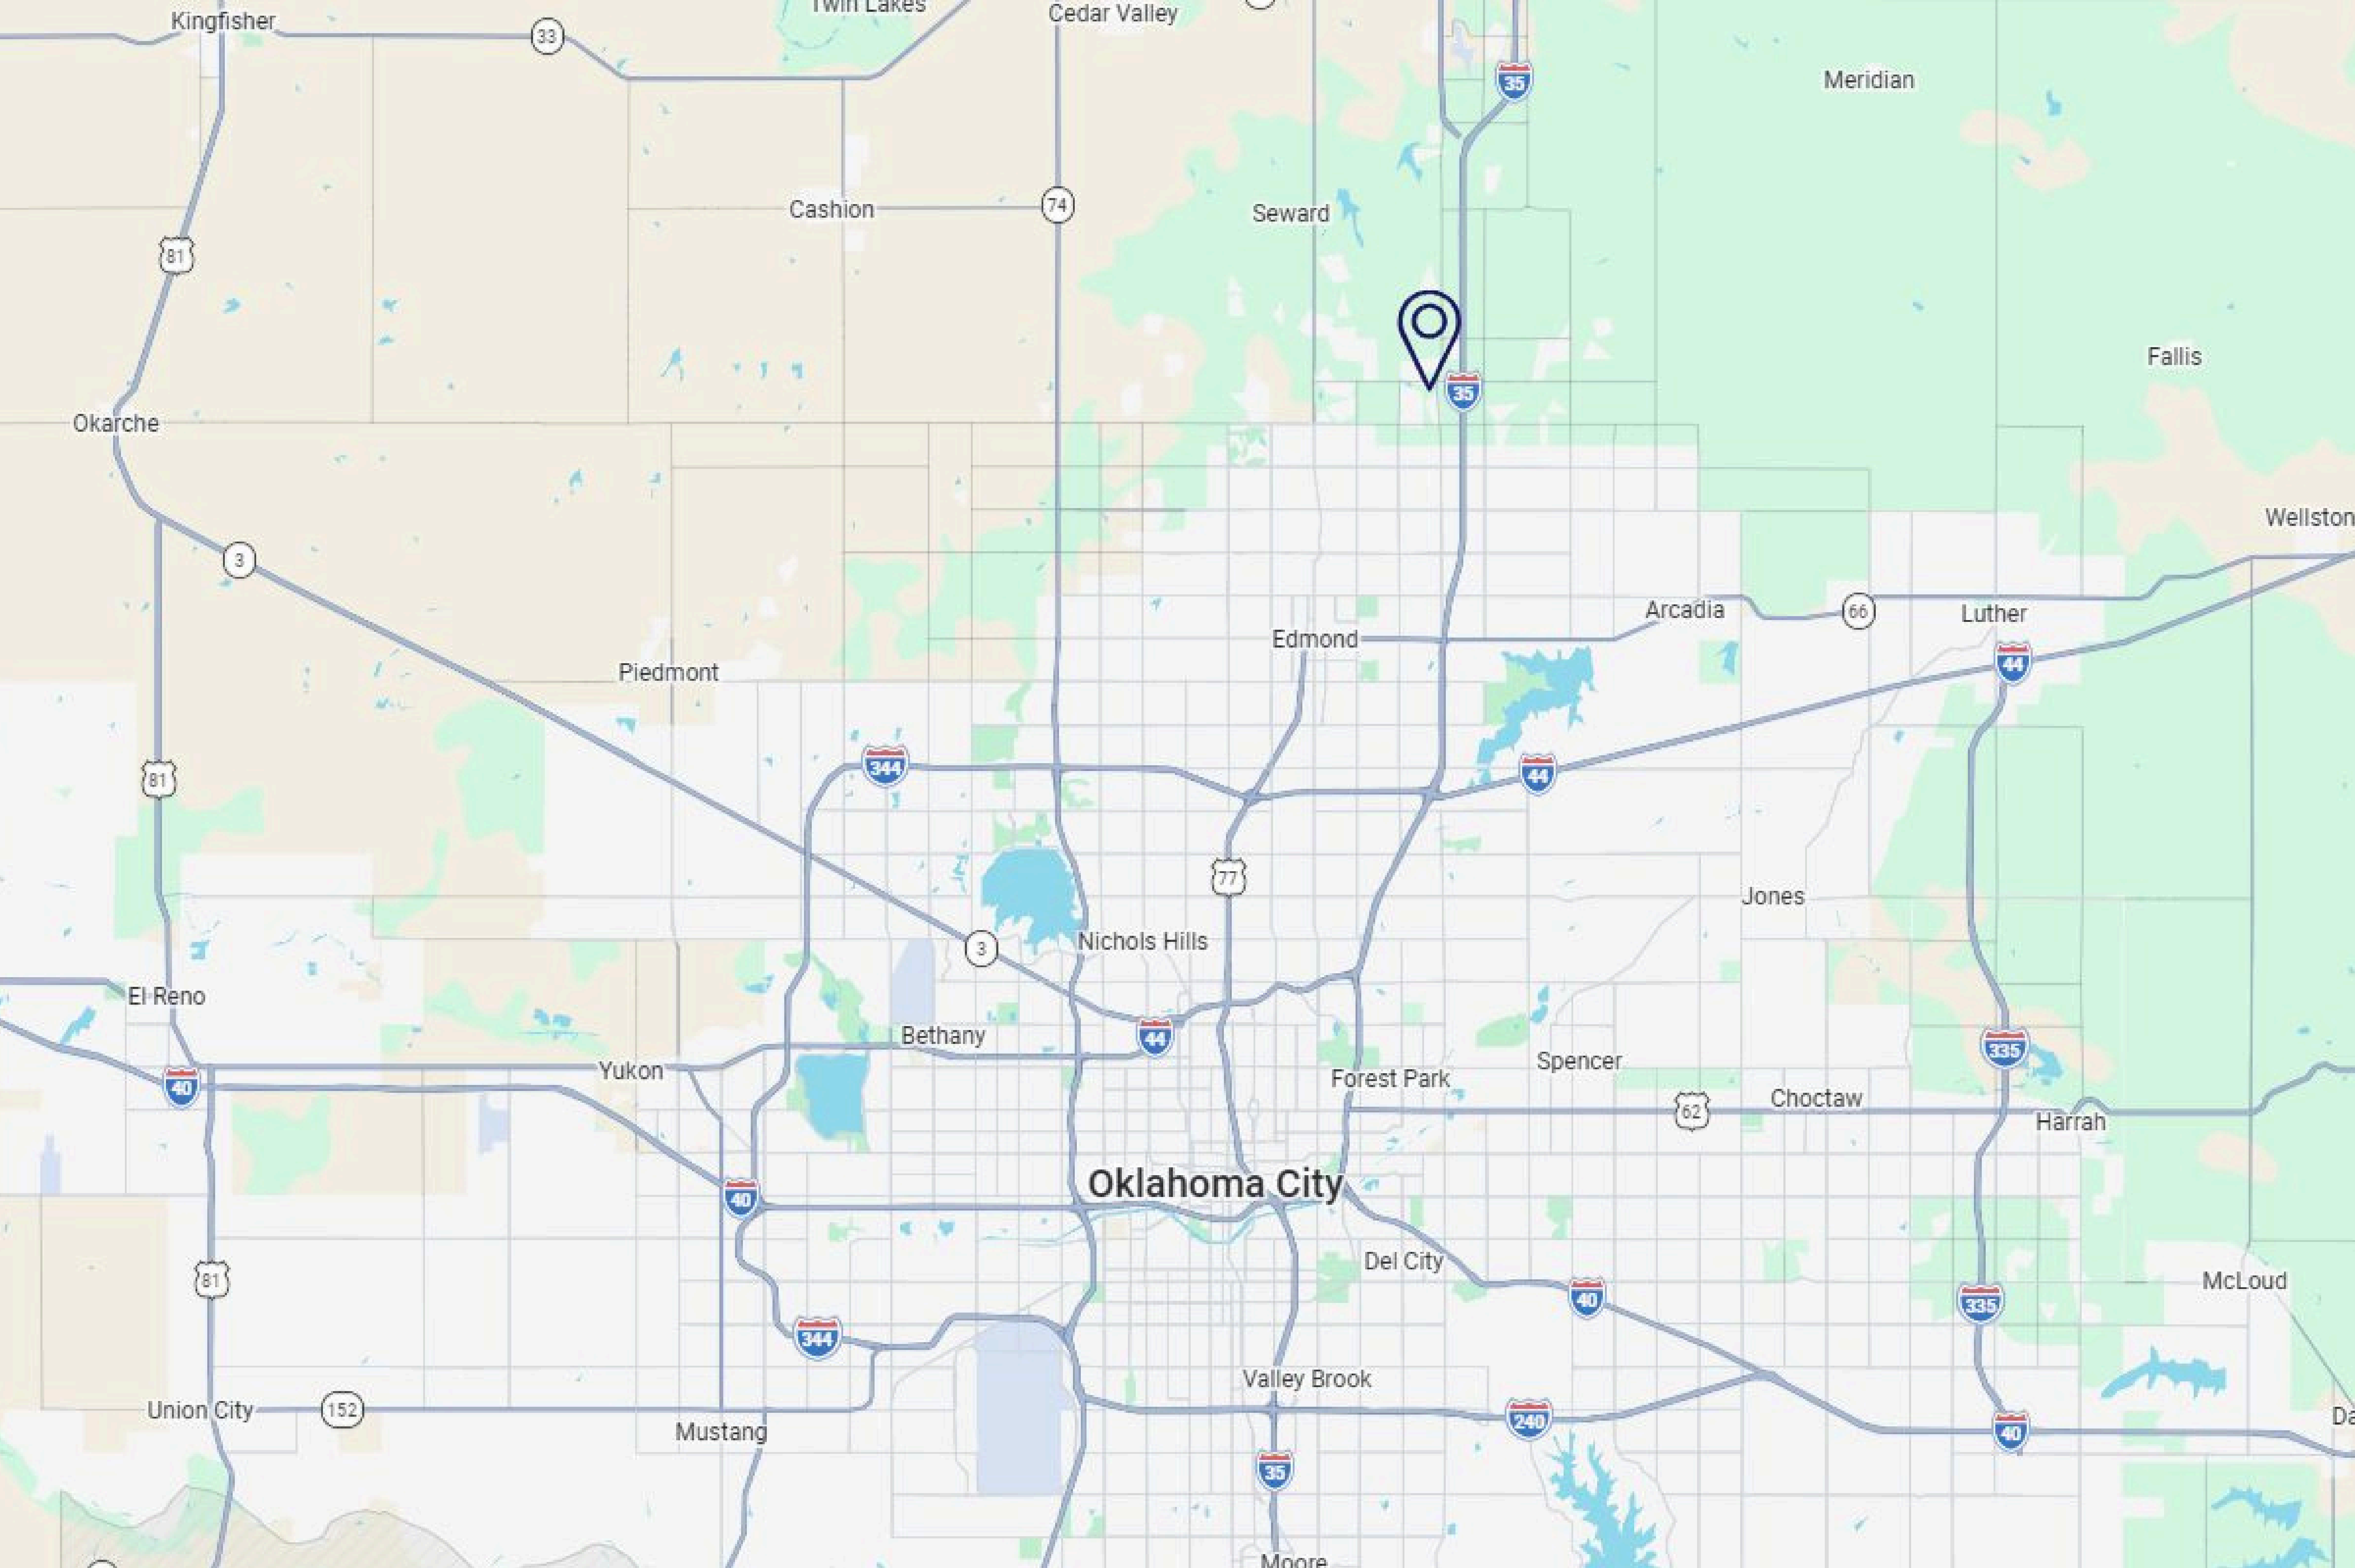 Twin Lakes
Cedar Valley
Kingfisher
33
35
Meridian
Cashion
74
Seward
81
35
Fallis
Okarche
Wellston
3
Arcadia
66
Luther
Edmond
44
Piedmont
344
44
81
77
Jones
Nichols Hills
3
El Reno
Bethany
44
335
Spencer
Yukon
Forest Park
40
Choctaw
62
Harrah
Oklahoma City
40
Del City
81
McLoud
40
335
344
Valley Brook
Union City
152
Da
240
Mustang
40
35
Moore